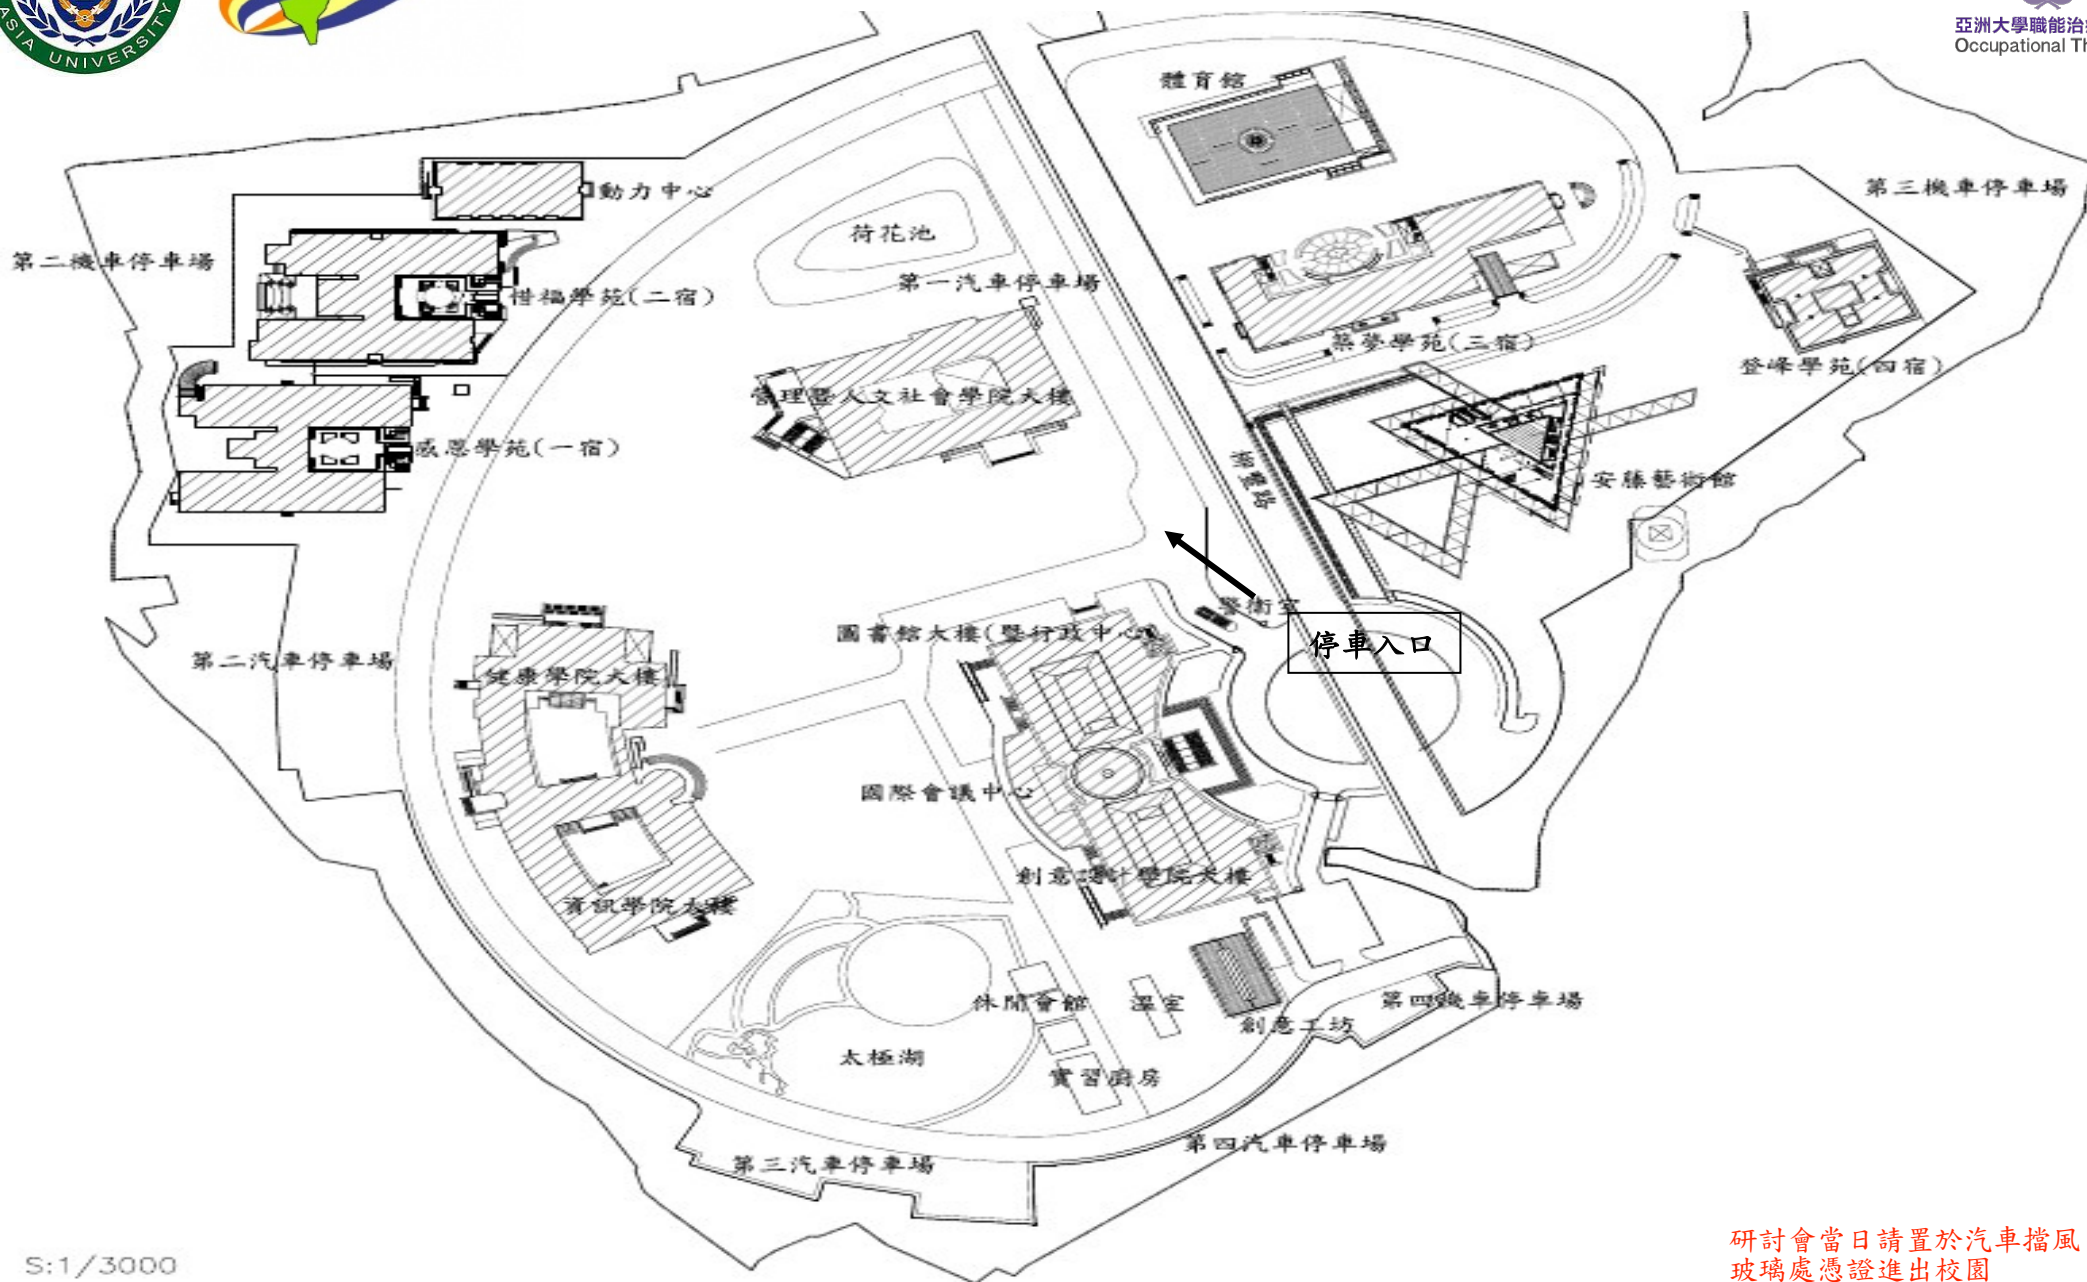 ASIA UNIVERSITY
亞洲大學職能治
Occupational Th
體育館
動力中心
第三機車停車場
荷花池
第二機車停車場
第一汽車停車場
惜福學苑(二宿)
築夢學苑(三宿)
登峰學苑(四宿)
管理暨人文社會學院大樓
感恩學苑(一宿)
柳豐路
安藤藝術館
警衛室
圖書館大樓(暨行政中心)
停車入口
第二汽車停車場
健康學院大樓
國際會議中心
創意設計學院大樓
資訊學院大樓
休閒會館
溫室
第四機車停車場
創意工坊
太極湖
實習廚房
第四汽車停車場
第三汽車停車場
S:1/3000
研討會當日請置於汽車擋風
玻璃處憑證進出校園